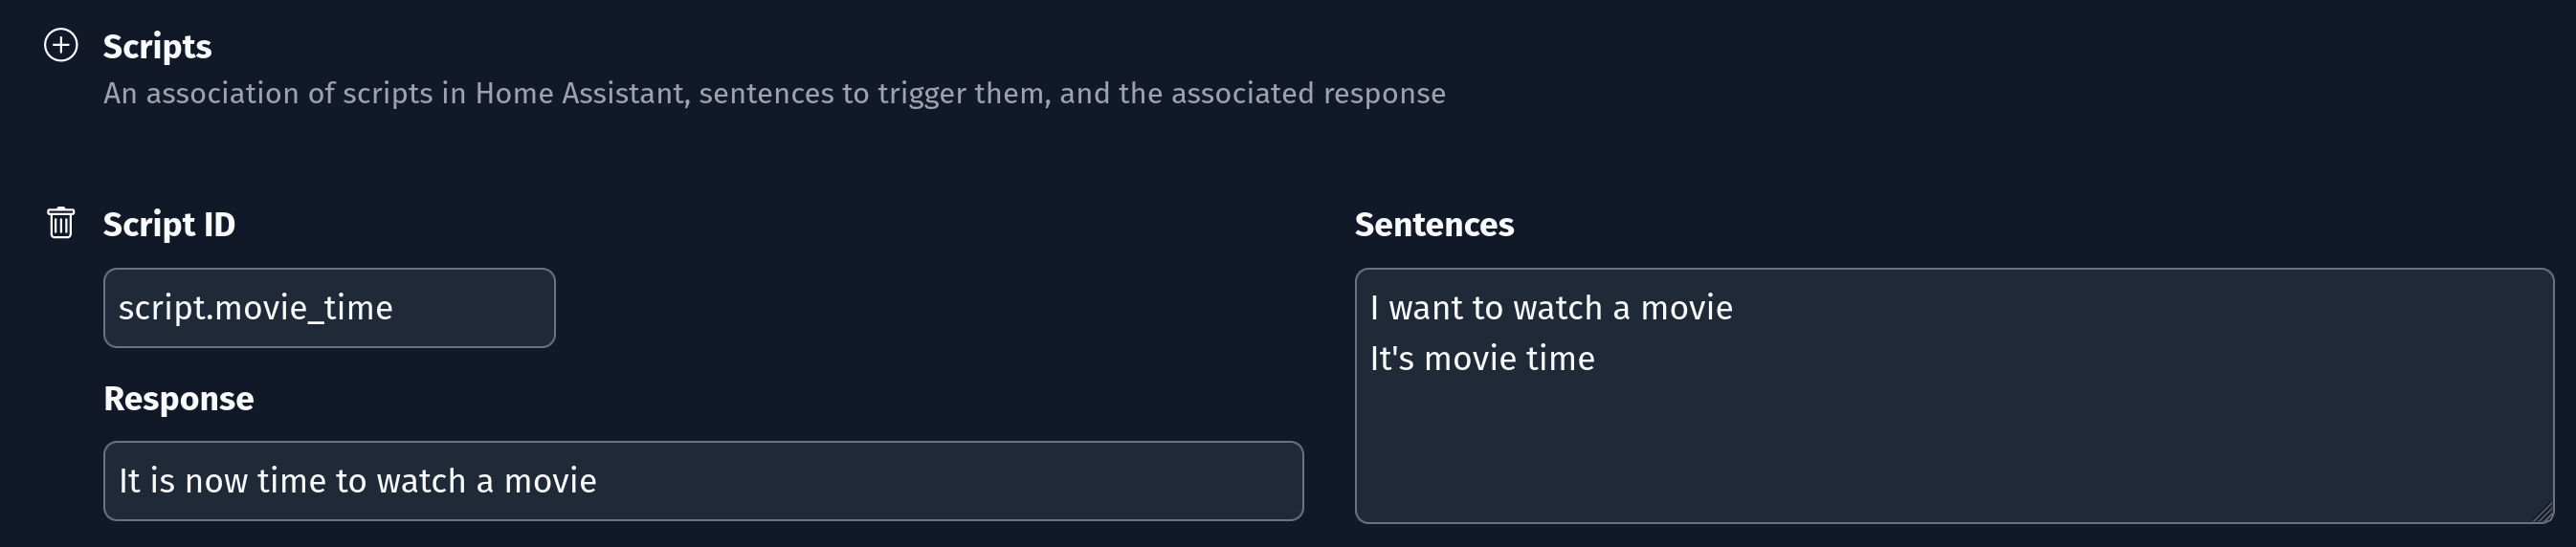 Scripts
An association of scripts in Home Assistant, sentences to trigger them, and the associated response
Script ID
script.movie_time
Response
It is now time to watch a movie
Sentences
I want to watch a movie
It's movie time